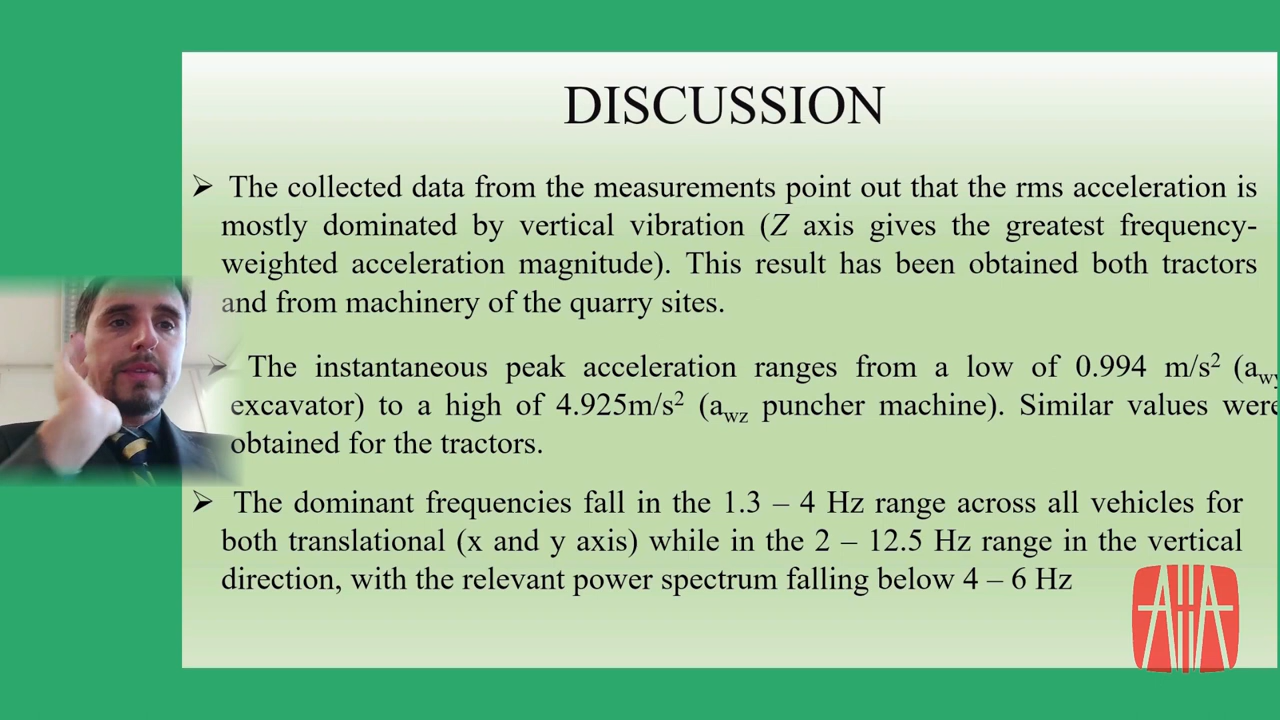 DISCUSSION
➢ The collected data from the measurements point out that the rms acceleration is
mostly dominated by vertical vibration (Z axis gives the greatest frequency-
weighted acceleration magnitude). This result has been obtained both tractors
and from machinery of the quarry sites.
➢ The instantaneous peak acceleration ranges from a low of 0.994 m/s² (awy
excavator) to a high of 4.925m/s² (awz puncher machine). Similar values were
obtained for the tractors.
➢ The dominant frequencies fall in the 1.3 – 4 Hz range across all vehicles for
both translational (x and y axis) while in the 2 – 12.5 Hz range in the vertical
direction, with the relevant power spectrum falling below 4 – 6 Hz